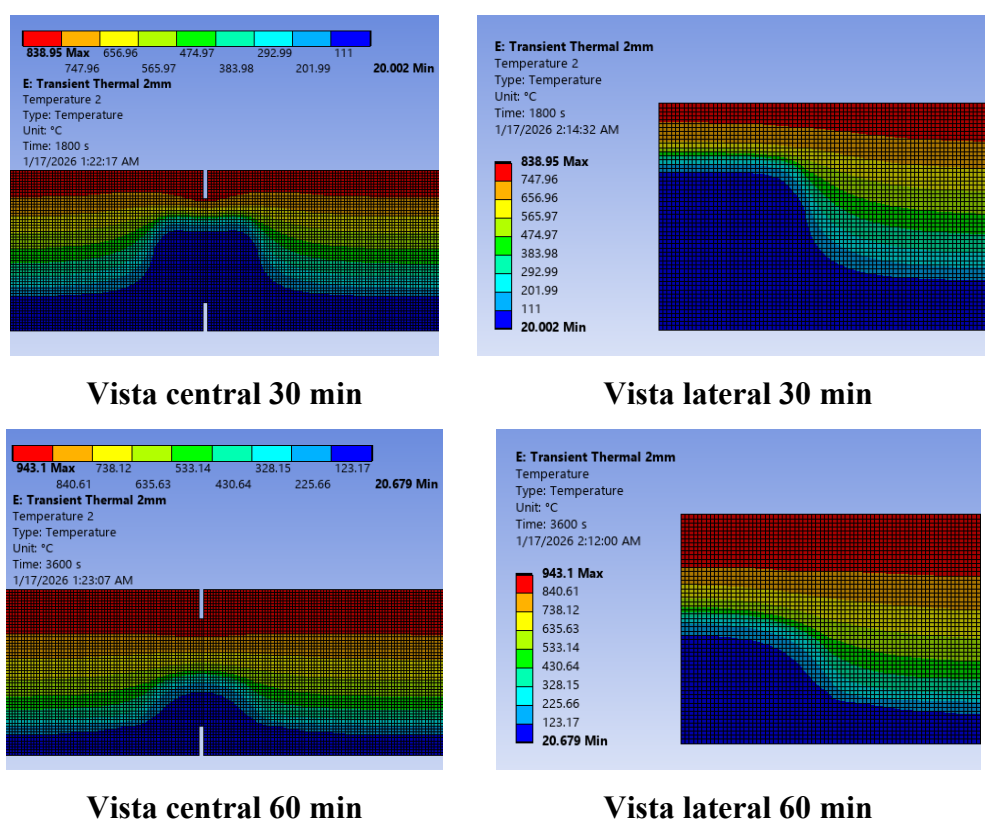 838.95 Max 656.96 474.97 292.99 111
747.96 565.97 383.98 201.99 20.002 Min
E: Transient Thermal 2mm
Temperature 2
Type: Temperature
Unit: °C
Time: 1800 s
1/17/2026 1:22:17 AM
E: Transient Thermal 2mm
Temperature 2
Type: Temperature
Unit: °C
Time: 1800 s
1/17/2026 2:14:32 AM
838.95 Max
747.96
656.96
565.97
474.97
383.98
292.99
201.99
111
20.002 Min
Vista central 30 min
Vista lateral 30 min
943.1 Max 738.12 533.14 328.15 123.17
840.61 635.63 430.64 225.66 20.679 Min
E: Transient Thermal 2mm
Temperature 2
Type: Temperature
Unit: °C
Time: 3600 s
1/17/2026 1:23:07 AM
E: Transient Thermal 2mm
Temperature
Type: Temperature
Unit: °C
Time: 3600 s
1/17/2026 2:12:00 AM
943.1 Max
840.61
738.12
635.63
533.14
430.64
328.15
225.66
123.17
20.679 Min
Vista central 60 min
Vista lateral 60 min